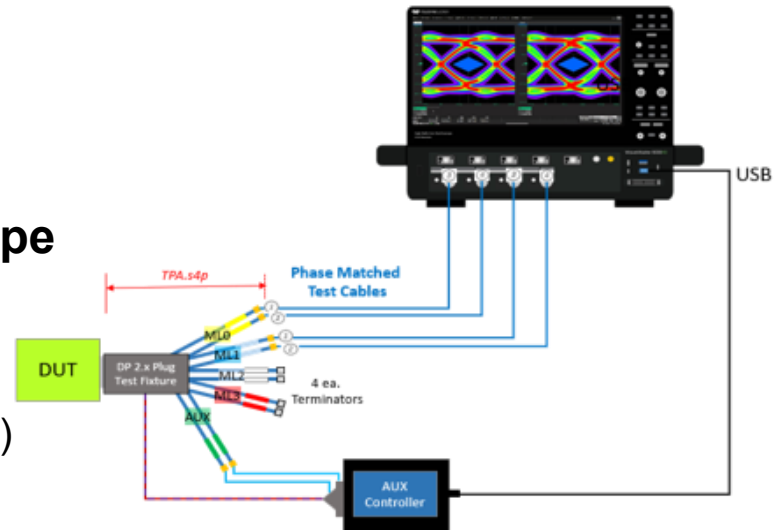 US
USB
pe
TPA.s4p
Phase Matched
Test Cables
ML0
ML1
ML2
ML3
AUX
DUT
DP 2.x Plug
Test Fixture
4 ea.
Terminators
)
AUX
Controller